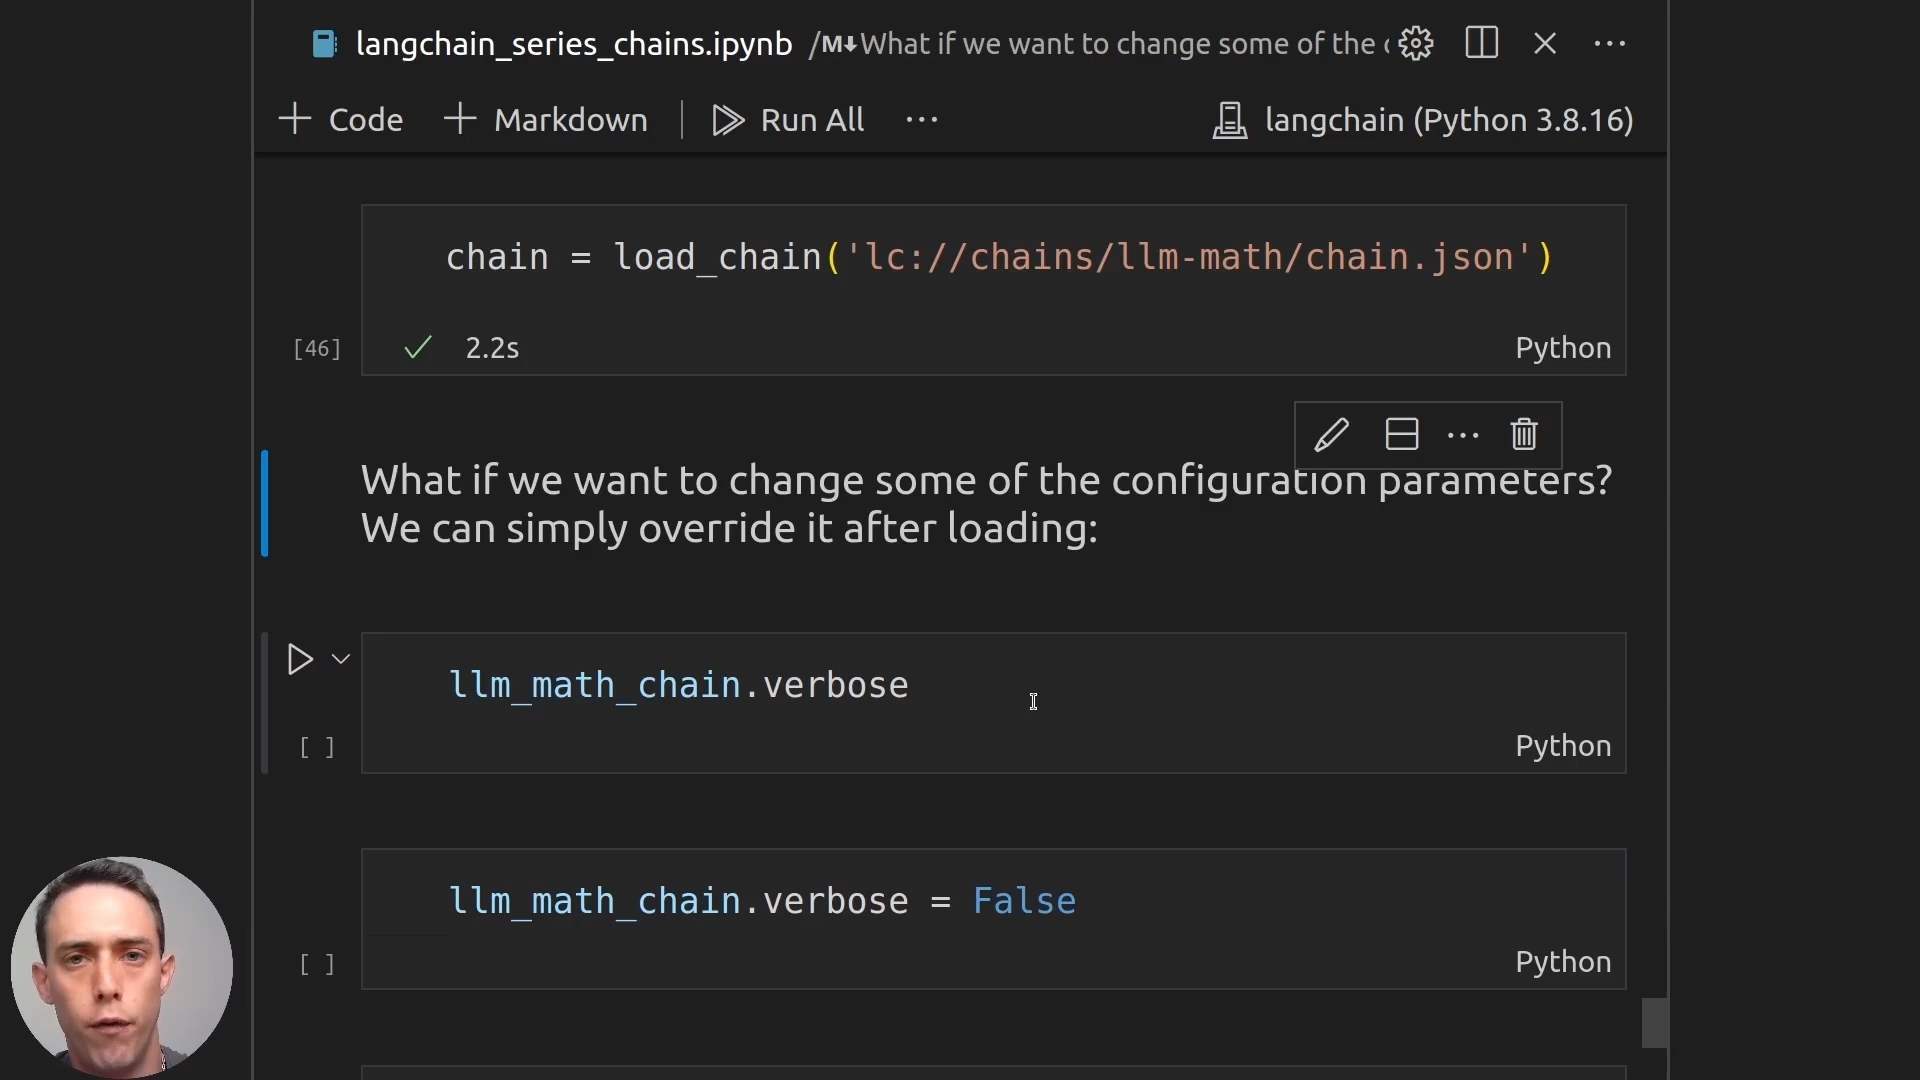 langchain_series_chains.ipynb /M↓What if we want to change some of the
Code Markdown Run All ... langchain (Python 3.8.16)
chain = load_chain('lc://chains/llm-math/chain.json')
[46] 2.2s Python
What if we want to change some of the configuration parameters?
We can simply override it after loading:
llm_math_chain.verbose
[ ] Python
llm_math_chain.verbose = False
[ ] Python